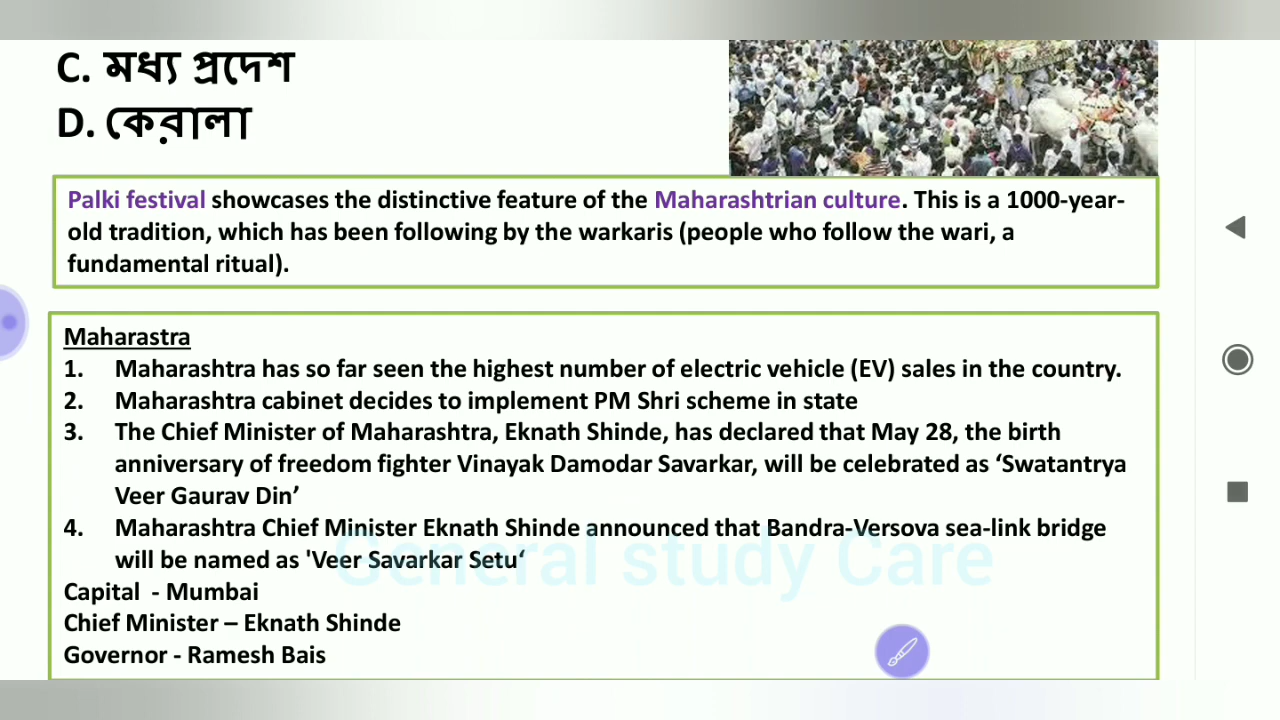 C. মধ্য প্রদেশ
D. কেরালা
Palki festival showcases the distinctive feature of the Maharashtrian culture. This is a 1000-year-
old tradition, which has been following by the warkaris (people who follow the wari, a
fundamental ritual).
Maharastra
1. Maharashtra has so far seen the highest number of electric vehicle (EV) sales in the country.
2. Maharashtra cabinet decides to implement PM Shri scheme in state
3. The Chief Minister of Maharashtra, Eknath Shinde, has declared that May 28, the birth
anniversary of freedom fighter Vinayak Damodar Savarkar, will be celebrated as ‘Swatantrya
Veer Gaurav Din’
4. Maharashtra Chief Minister Eknath Shinde announced that Bandra-Versova sea-link bridge
will be named as 'Veer Savarkar Setu‘
General study Care
Capital - Mumbai
Chief Minister – Eknath Shinde
Governor - Ramesh Bais